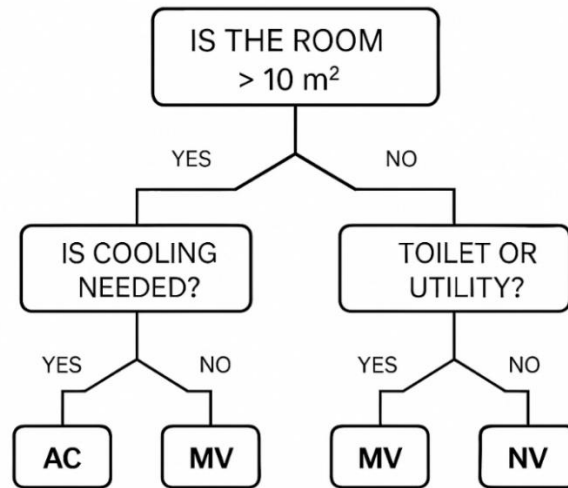 IS THE ROOM
> 10 m²
YES
NO
IS COOLING
NEEDED?
TOILET OR
UTILITY?
YES
NO
YES
NO
AC
MV
MV
NV